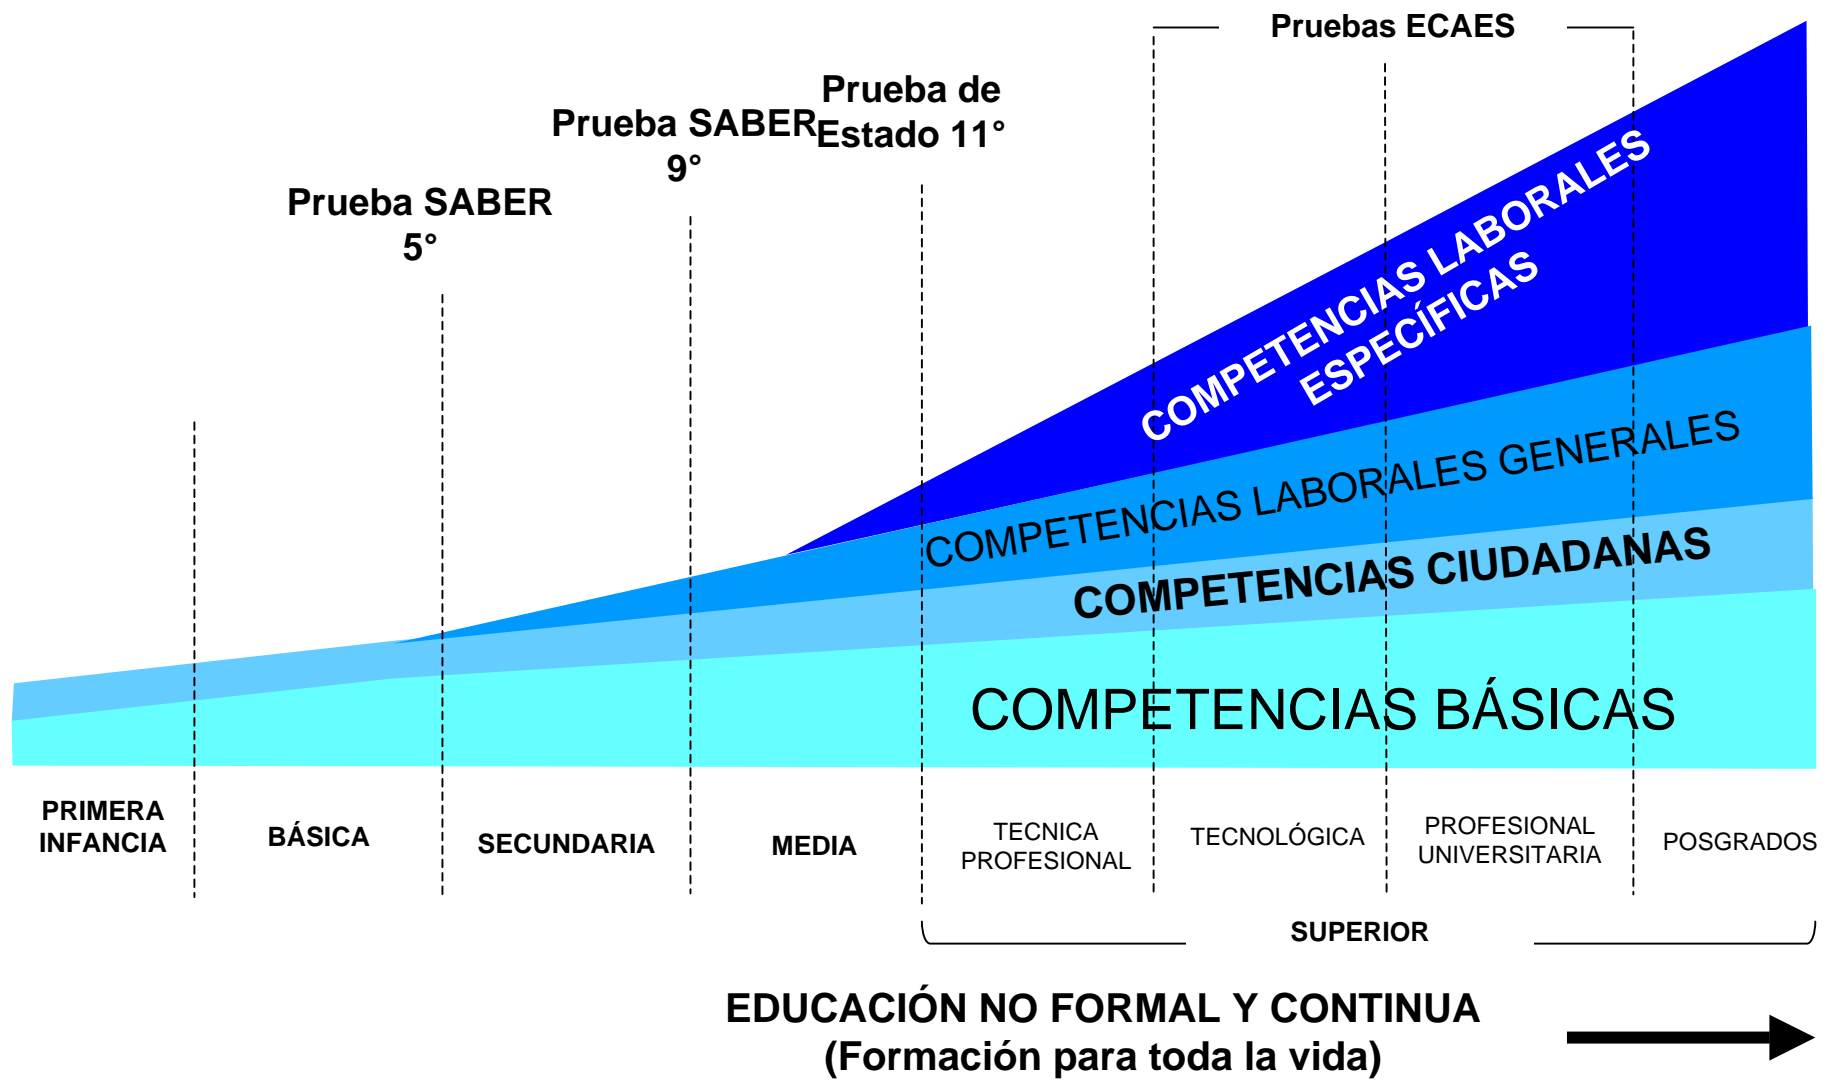 Pruebas ECAES
Prueba de
Estado 11°
Prueba SABER
9°
Prueba SABER
5°
COMPETENCIAS LABORALES
ESPECÍFICAS
COMPETENCIAS LABORALES GENERALES
COMPETENCIAS CIUDADANAS
COMPETENCIAS BÁSICAS
PRIMERA
INFANCIA
BÁSICA
SECUNDARIA
MEDIA
TECNICA
PROFESIONAL
TECNOLÓGICA
PROFESIONAL
UNIVERSITARIA
POSGRADOS
SUPERIOR
EDUCACIÓN NO FORMAL Y CONTINUA
(Formación para toda la vida)